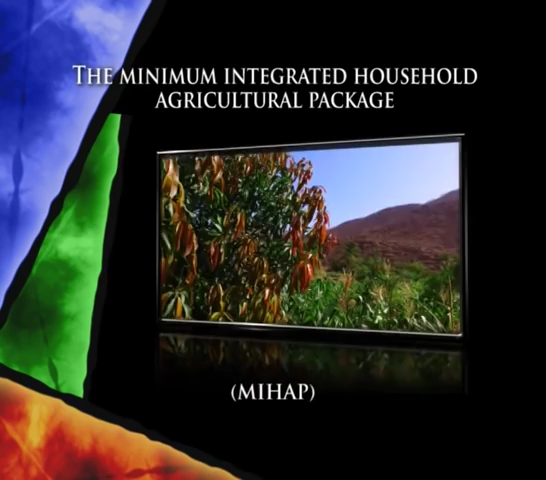 The minimum integrated household
agricultural package
(MIHAP)